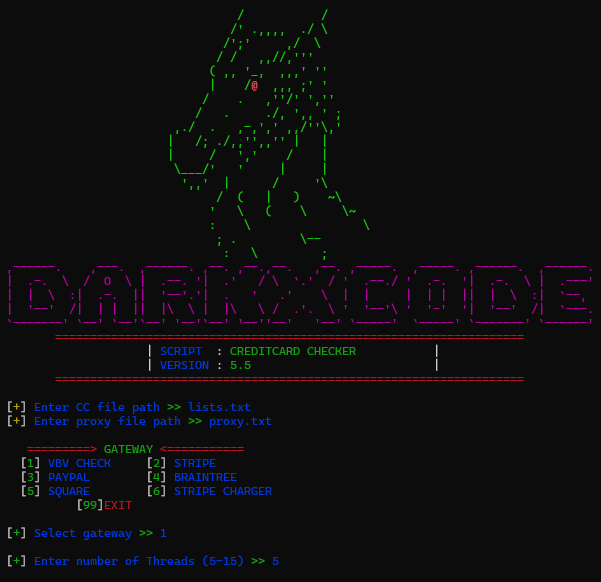 DARKXCODE
SCRIPT : CREDITCARD CHECKER
VERSION : 5.5
[+] Enter CC file path >> lists.txt
[+] Enter proxy file path >> proxy.txt
=========> GATEWAY <===========
[1] VBV CHECK [2] STRIPE
[3] PAYPAL [4] BRAINTREE
[5] SQUARE [6] STRIPE CHARGER
[99]EXIT
[+] Select gateway >> 1
[+] Enter number of Threads (5-15) >> 5